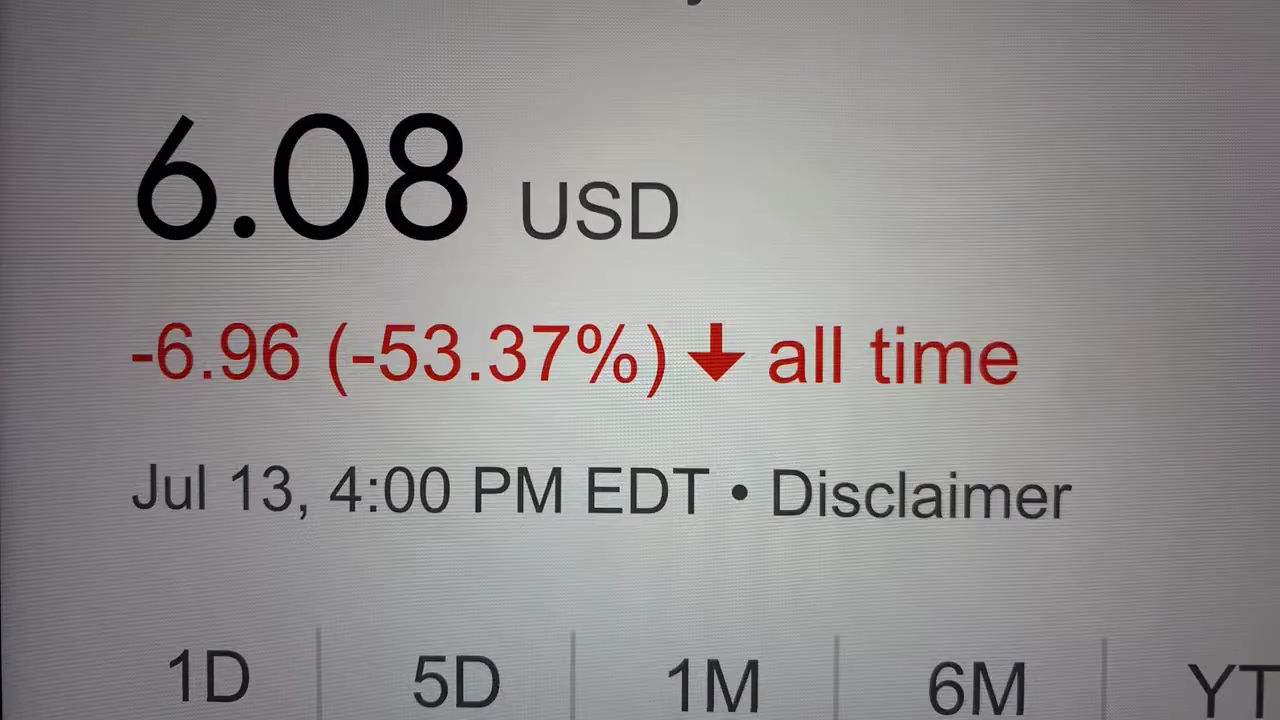 6.08 USD
-6.96 (-53.37%) ↓ all time
Jul 13, 4:00 PM EDT • Disclaimer
1D 5D 1M 6M YT